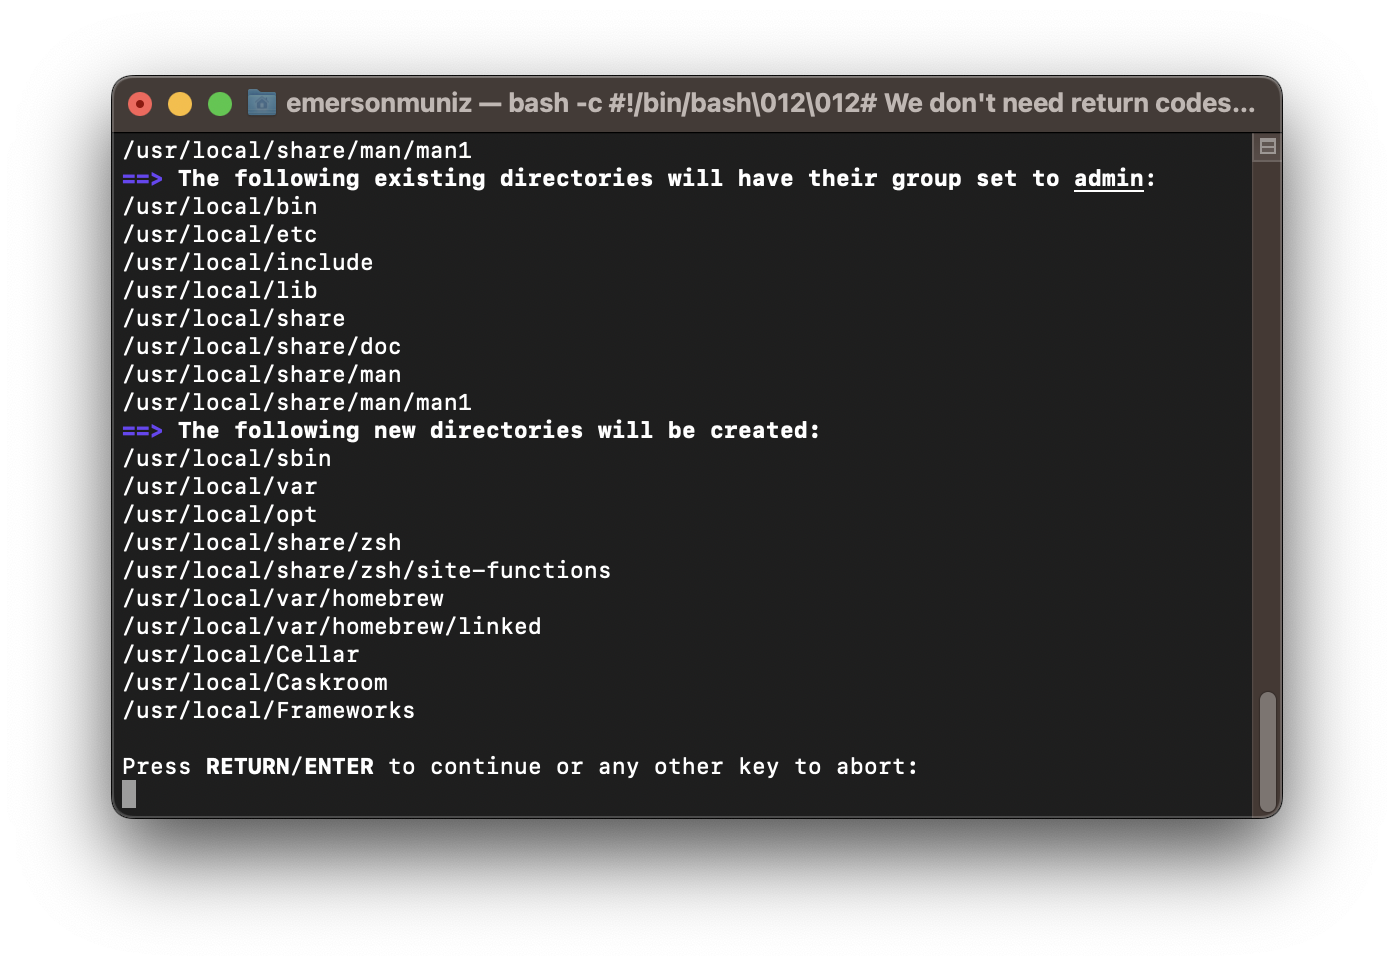 emersonmuniz — bash -c #!/bin/bash\012\012# We don't need return codes...
/usr/local/share/man/man1
==> The following existing directories will have their group set to admin:
/usr/local/bin
/usr/local/etc
/usr/local/include
/usr/local/lib
/usr/local/share
/usr/local/share/doc
/usr/local/share/man
/usr/local/share/man/man1
==> The following new directories will be created:
/usr/local/sbin
/usr/local/var
/usr/local/opt
/usr/local/share/zsh
/usr/local/share/zsh/site-functions
/usr/local/var/homebrew
/usr/local/var/homebrew/linked
/usr/local/Cellar
/usr/local/Caskroom
/usr/local/Frameworks
Press RETURN/ENTER to continue or any other key to abort: